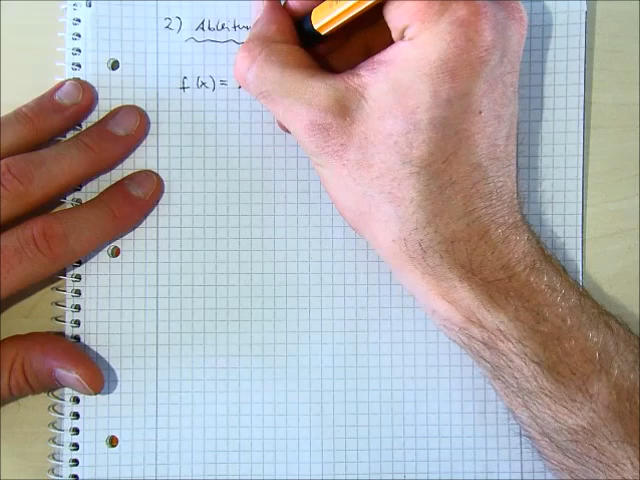 2) Ableitun
f(x) =